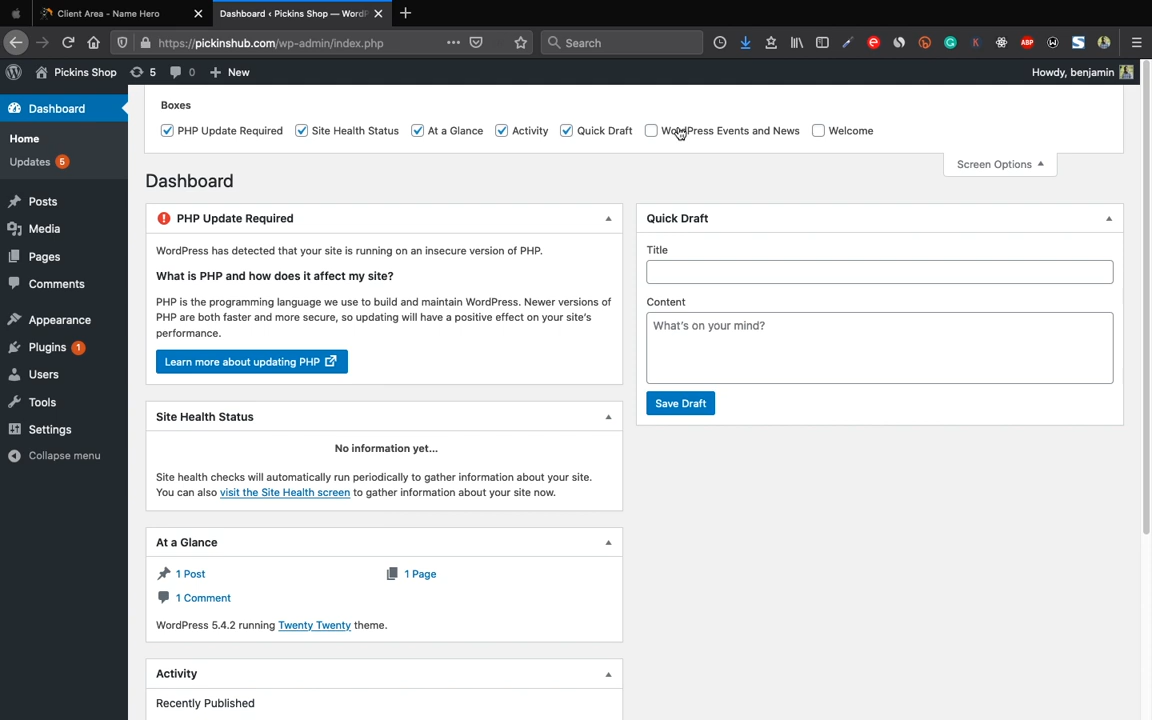 Client Area - Name Hero
Dashboard ‹ Pickins Shop — WordP
https://pickinshub.com/wp-admin/index.php
Search
ABP
Pickins Shop 5 0 New
Howdy, benjamin
Dashboard
Home
Updates 5
Posts
Media
Pages
Comments
Appearance
Plugins 1
Users
Tools
Settings
Collapse menu
Boxes
PHP Update Required Site Health Status At a Glance Activity Quick Draft WordPress Events and News Welcome
Screen Options
Dashboard
PHP Update Required
WordPress has detected that your site is running on an insecure version of PHP.
What is PHP and how does it affect my site?
PHP is the programming language we use to build and maintain WordPress. Newer versions of
PHP are both faster and more secure, so updating will have a positive effect on your site's
performance.
Learn more about updating PHP
Site Health Status
No information yet...
Site health checks will automatically run periodically to gather information about your site.
You can also visit the Site Health screen to gather information about your site now.
At a Glance
1 Post 1 Page
1 Comment
WordPress 5.4.2 running Twenty Twenty theme.
Activity
Recently Published
Quick Draft
Title
Content
What's on your mind?
Save Draft